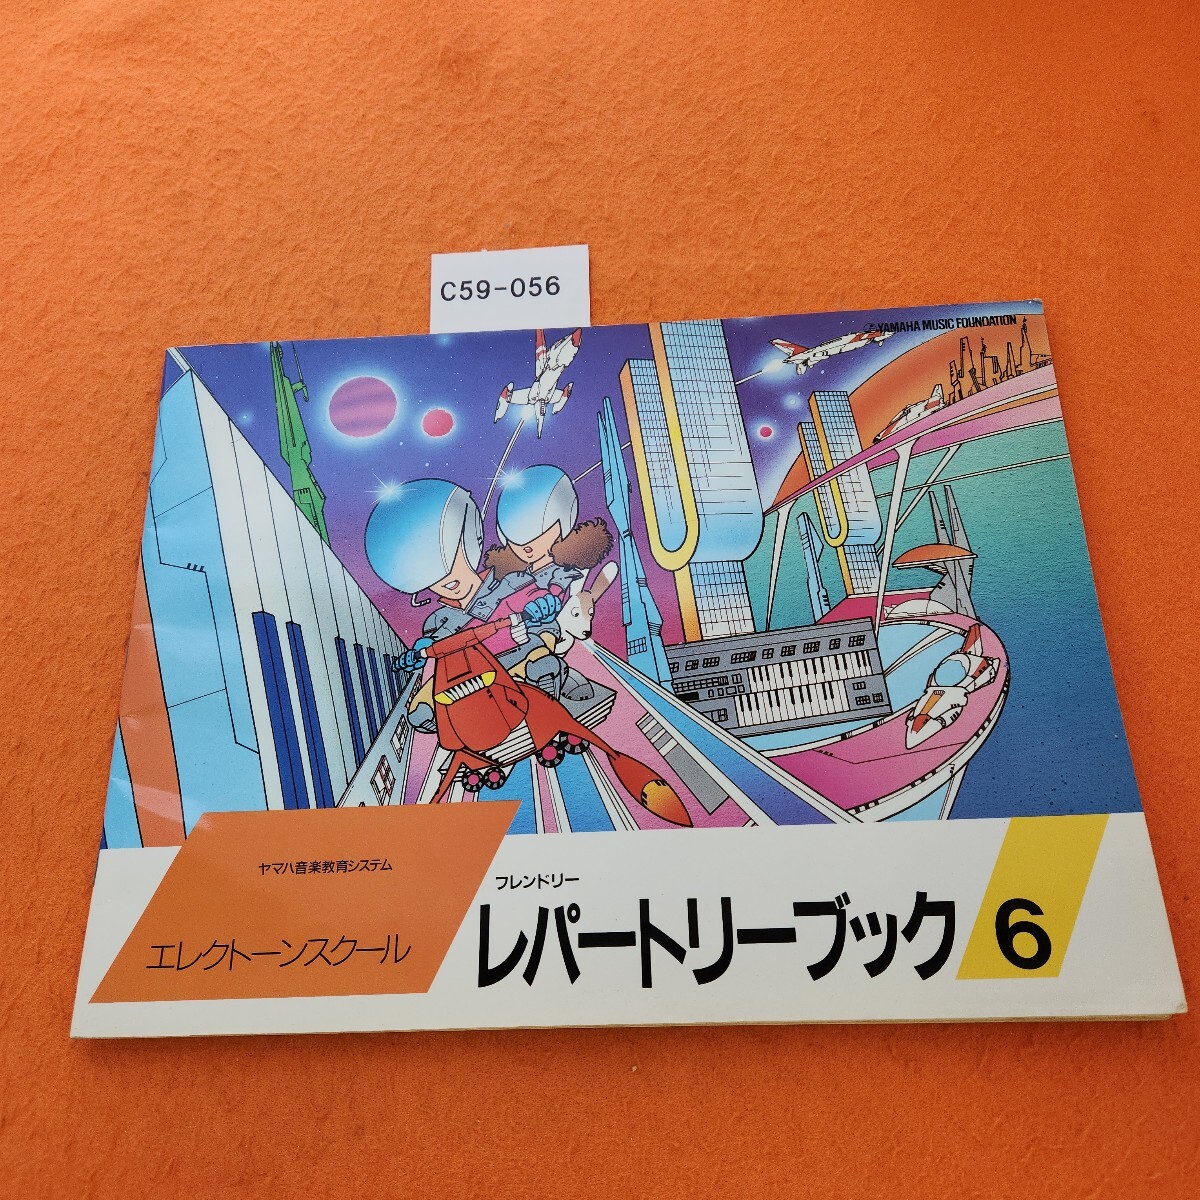 C59-056
YAMAHA MUSIC FOUNDATION
ヤマハ音楽教育システム
エレクトーンスクール
フレンドリー
レパートリーブック 6